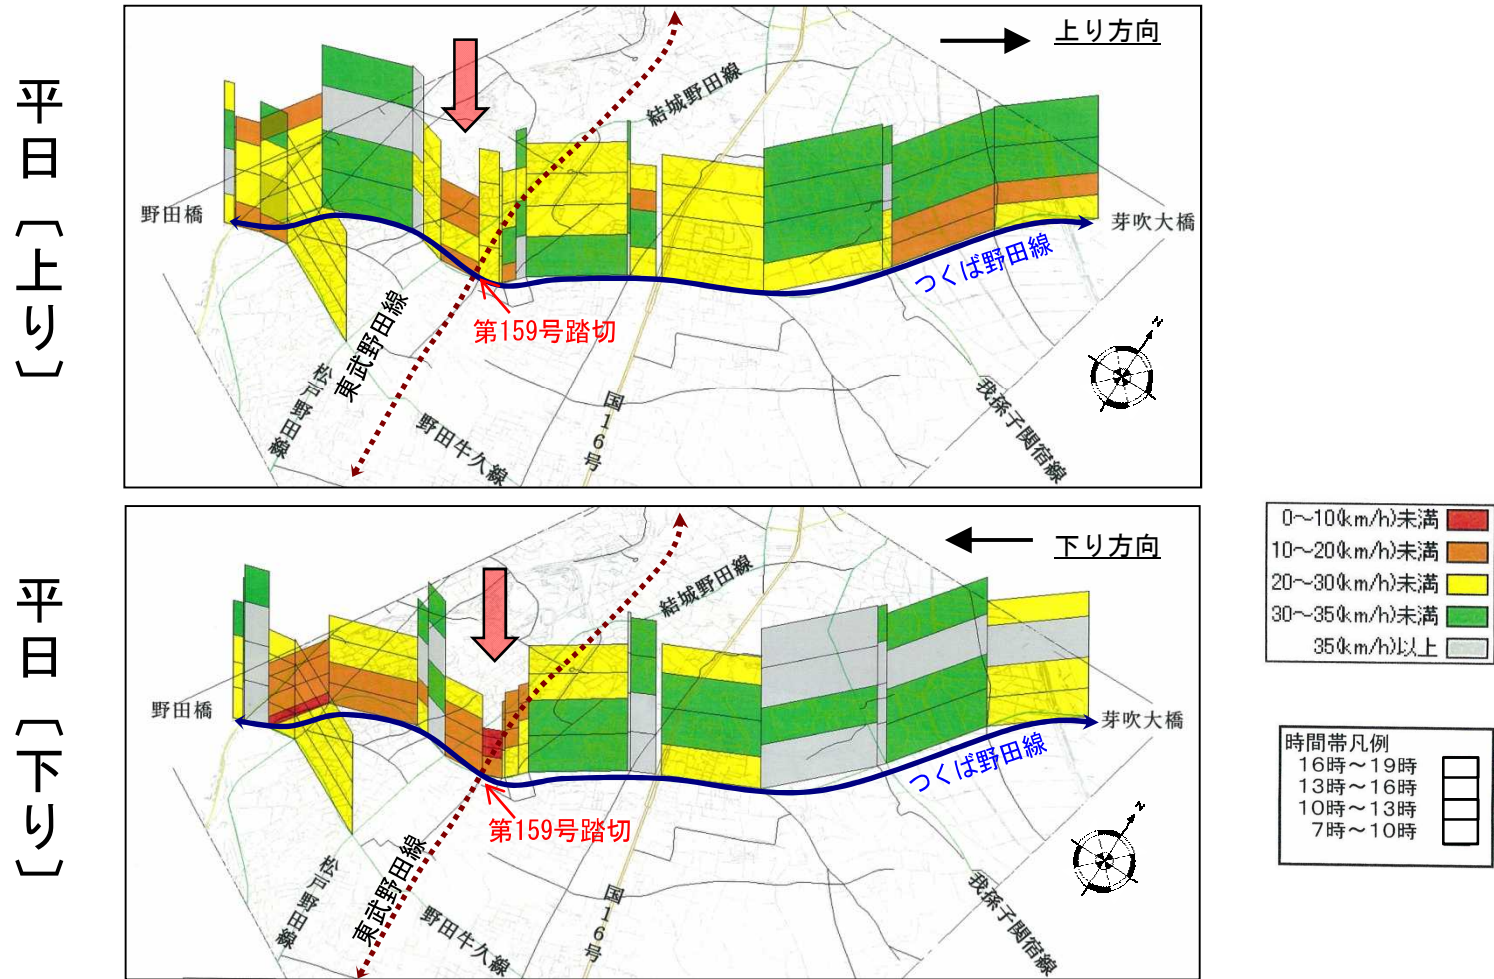 平日〔上り〕
上り方向
結城野田線
野田橋
芽吹大橋
つくば野田線
第159号踏切
東武野田線
松戸野田線
野田牛久線
国16号
我孫子関宿線
N
平日〔下り〕
下り方向
結城野田線
野田橋
芽吹大橋
つくば野田線
第159号踏切
東武野田線
松戸野田線
野田牛久線
国16号
我孫子関宿線
N
0～10(km/h)未満
10～20(km/h)未満
20～30(km/h)未満
30～35(km/h)未満
35(km/h)以上
時間帯凡例
16時～19時
13時～16時
10時～13時
7時～10時